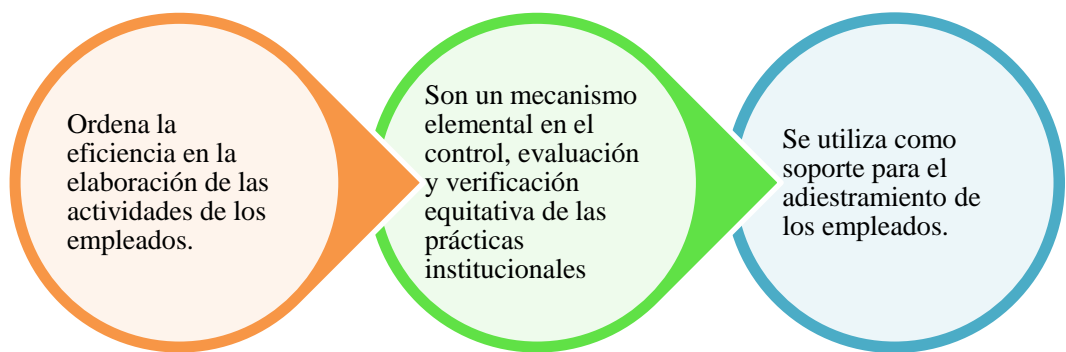 Ordena la
eficiencia en la
elaboración de las
actividades de los
empleados.
Son un mecanismo
elemental en el
control, evaluación
y verificación
equitativa de las
prácticas
institucionales
Se utiliza como
soporte para el
adiestramiento de
los empleados.